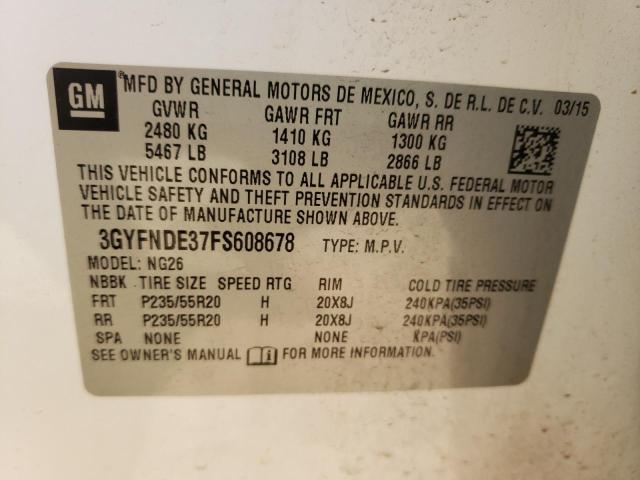 GM
MFD BY GENERAL MOTORS DE MEXICO, S. DE R.L. DE C.V. 03/15
GVWR GAWR FRT GAWR RR
2480 KG 1410 KG 1300 KG
5467 LB 3108 LB 2866 LB
THIS VEHICLE CONFORMS TO ALL APPLICABLE U.S. FEDERAL MOTOR
VEHICLE SAFETY AND THEFT PREVENTION STANDARDS IN EFFECT ON
THE DATE OF MANUFACTURE SHOWN ABOVE.
3GYFNDE37FS608678 TYPE: M.P.V.
MODEL: NG26
NBBK TIRE SIZE SPEED RTG RIM COLD TIRE PRESSURE
FRT P235/55R20 H 20X8J 240KPA(35PSI)
RR P235/55R20 H 20X8J 240KPA(35PSI)
SPA NONE NONE KPA(PSI)
SEE OWNER'S MANUAL FOR MORE INFORMATION.